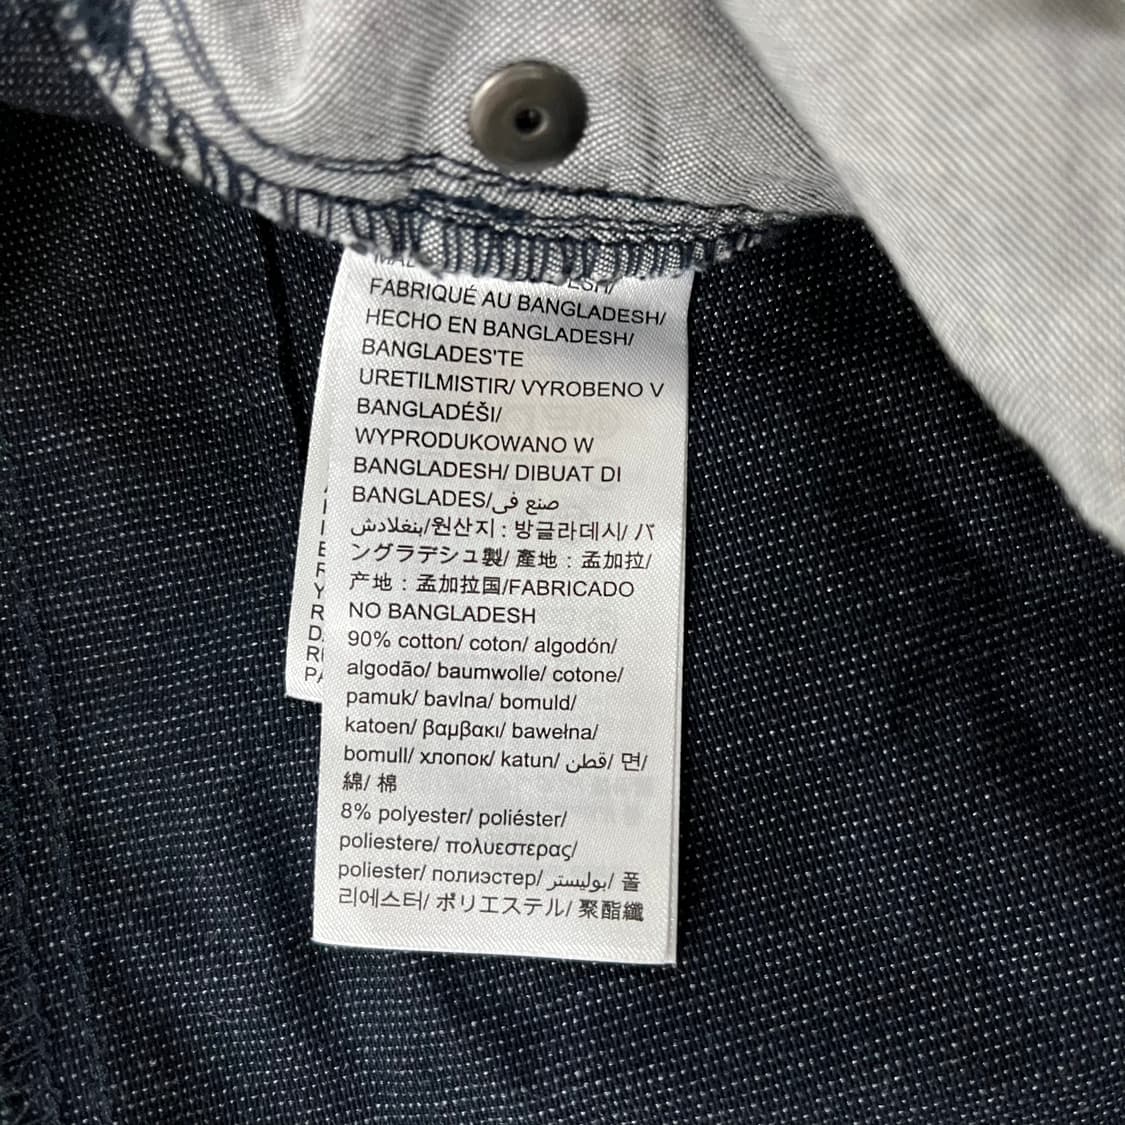 FABRIQUÉ AU BANGLADESH/
HECHO EN BANGLADESH/
BANGLADES'TE
URETILMISTIR/ VYROBENO V
BANGLADÉŠI/
WYPRODUKOWANO W
BANGLADESH/ DIBUAT DI
BANGLADES/صنع في
بنغلادش/원산지 : 방글라데시/ バ
ングラデシュ製/ 產地 : 孟加拉/
产地 : 孟加拉国/FABRICADO
NO BANGLADESH
90% cotton/ coton/ algodón/
algodão/ baumwolle/ cotone/
pamuk/ bavlna/ bomuld/
katoen/ βαμβακι/ bawełna/
bomull/ хлопок/ katun/ قطن/ 면/
綿/ 棉
8% polyester/ poliéster/
poliestere/ πολυεστερας/
poliester/ полиэстер/ بوليستر/ 폴
리에스터/ ポリエステル/ 聚酯纖